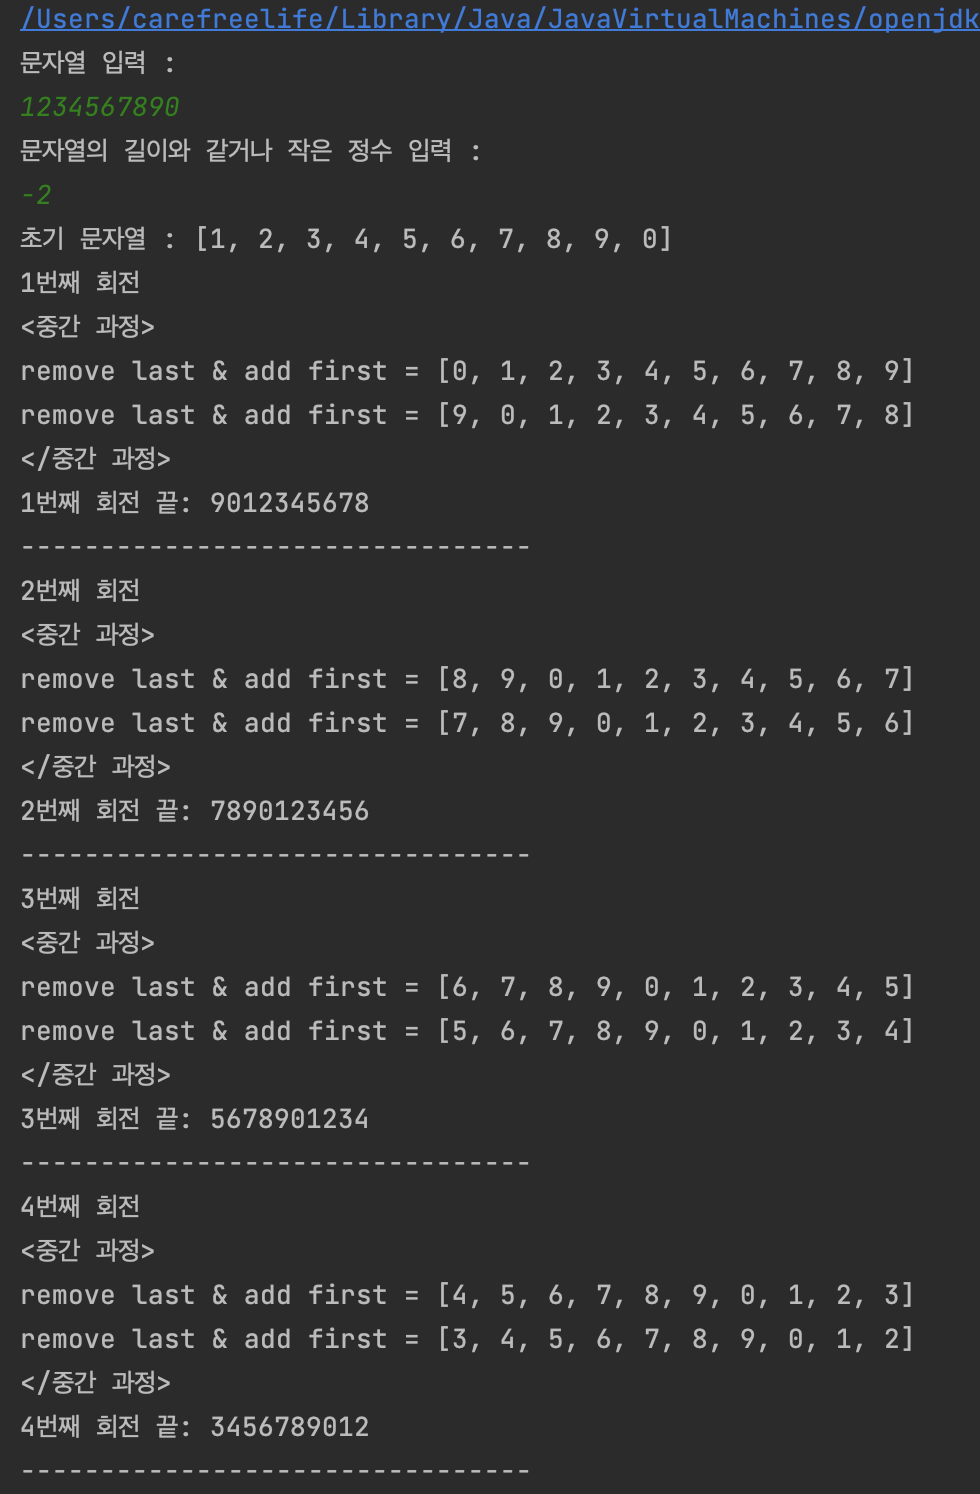 /Users/carefreelife/Library/Java/JavaVirtualMachines/openjdk
문자열 입력 :
1234567890
문자열의 길이와 같거나 작은 정수 입력 :
-2
초기 문자열 : [1, 2, 3, 4, 5, 6, 7, 8, 9, 0]
1번째 회전
<중간 과정>
remove last & add first = [0, 1, 2, 3, 4, 5, 6, 7, 8, 9]
remove last & add first = [9, 0, 1, 2, 3, 4, 5, 6, 7, 8]
</중간 과정>
1번째 회전 끝: 9012345678
--------------------------------
2번째 회전
<중간 과정>
remove last & add first = [8, 9, 0, 1, 2, 3, 4, 5, 6, 7]
remove last & add first = [7, 8, 9, 0, 1, 2, 3, 4, 5, 6]
</중간 과정>
2번째 회전 끝: 7890123456
--------------------------------
3번째 회전
<중간 과정>
remove last & add first = [6, 7, 8, 9, 0, 1, 2, 3, 4, 5]
remove last & add first = [5, 6, 7, 8, 9, 0, 1, 2, 3, 4]
</중간 과정>
3번째 회전 끝: 5678901234
--------------------------------
4번째 회전
<중간 과정>
remove last & add first = [4, 5, 6, 7, 8, 9, 0, 1, 2, 3]
remove last & add first = [3, 4, 5, 6, 7, 8, 9, 0, 1, 2]
</중간 과정>
4번째 회전 끝: 3456789012
--------------------------------